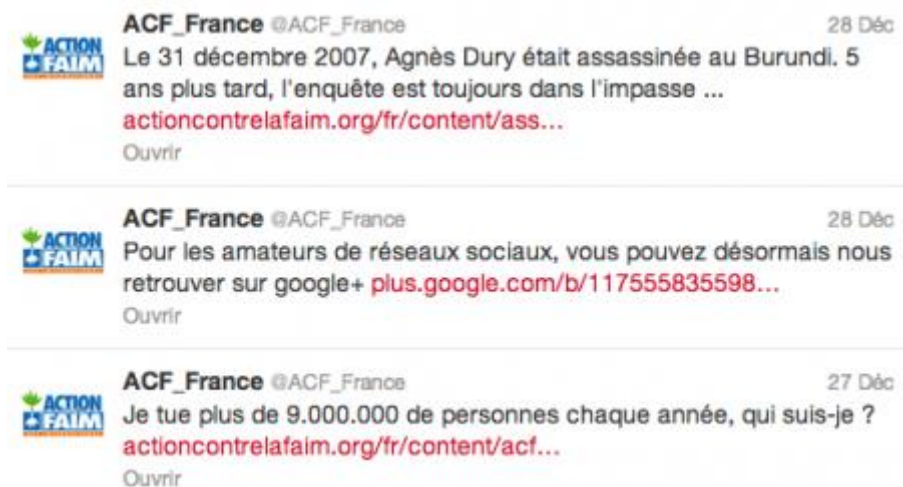 ACF_France @ACF_France 28 Déc
ACTION FAIM
Le 31 décembre 2007, Agnès Dury était assassinée au Burundi. 5
ans plus tard, l'enquête est toujours dans l'impasse ...
actioncontrelafaim.org/fr/content/ass...
Ouvrir
ACF_France @ACF_France 28 Déc
ACTION FAIM
Pour les amateurs de réseaux sociaux, vous pouvez désormais nous
retrouver sur google+ plus.google.com/b/117555835598...
Ouvrir
ACF_France @ACF_France 27 Déc
ACTION FAIM
Je tue plus de 9.000.000 de personnes chaque année, qui suis-je ?
actioncontrelafaim.org/fr/content/acf...
Ouvrir